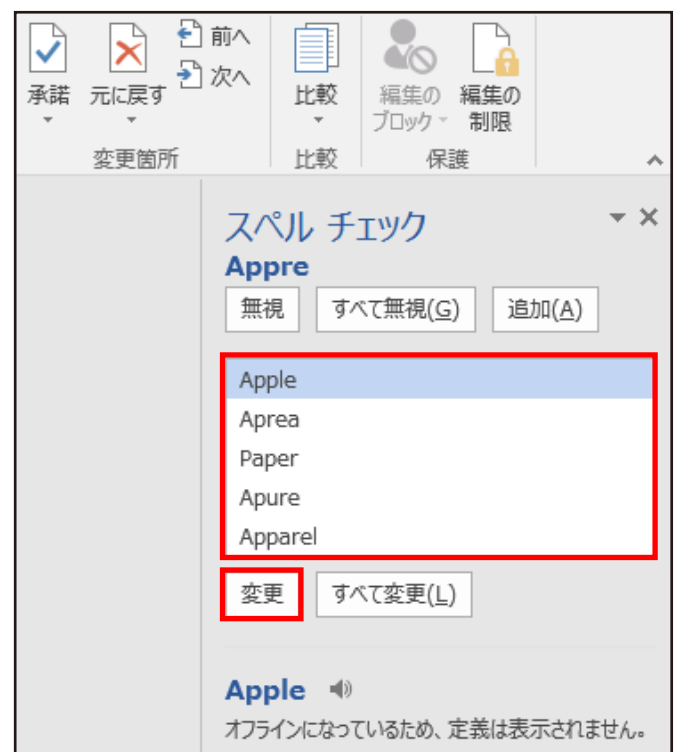 前へ
次へ
承諾 元に戻す 比較 編集の 編集の
ブロック 制限
変更箇所 比較 保護
スペル チェック
Appre
無視 すべて無視(G) 追加(A)
Apple
Aprea
Paper
Apure
Apparel
変更 すべて変更(L)
Apple
オフラインになっているため、定義は表示されません。